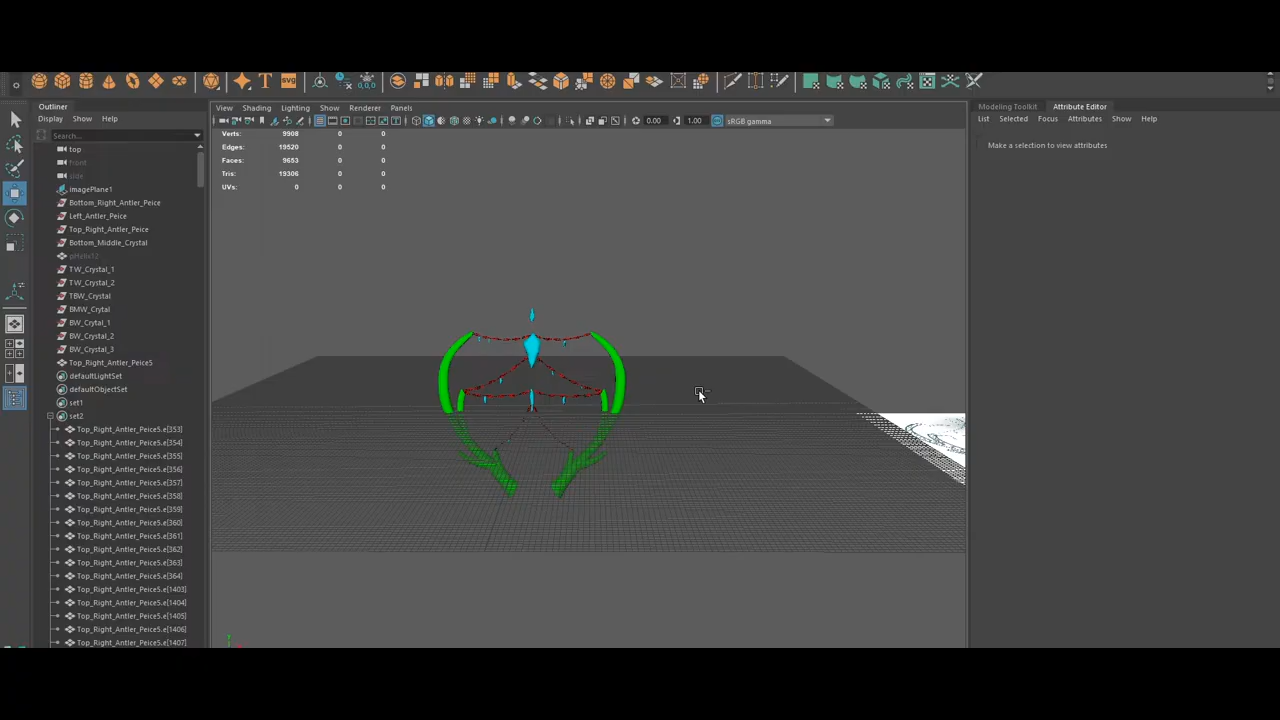 Outliner
Display Show Help
Search...
top
front
side
imagePlane1
Bottom_Right_Antler_Peice
Left_Antler_Peice
Top_Right_Antler_Peice
Bottom_Middle_Crystal
pHelix12
TW_Crystal_1
TW_Crystal_2
TBW_Crystal
BMW_Crytal
BW_Crytal_1
BW_Crystal_2
BW_Crystal_3
Top_Right_Antler_Peice5
defaultLightSet
defaultObjectSet
set1
set2
Top_Right_Antler_Peice5.e[353]
Top_Right_Antler_Peice5.e[354]
Top_Right_Antler_Peice5.e[355]
Top_Right_Antler_Peice5.e[356]
Top_Right_Antler_Peice5.e[357]
Top_Right_Antler_Peice5.e[358]
Top_Right_Antler_Peice5.e[359]
Top_Right_Antler_Peice5.e[360]
Top_Right_Antler_Peice5.e[361]
Top_Right_Antler_Peice5.e[362]
Top_Right_Antler_Peice5.e[363]
Top_Right_Antler_Peice5.e[364]
Top_Right_Antler_Peice5.e[1403]
Top_Right_Antler_Peice5.e[1404]
Top_Right_Antler_Peice5.e[1405]
Top_Right_Antler_Peice5.e[1406]
Top_Right_Antler_Peice5.e[1407]
T SVG 0,0,0
View Shading Lighting Show Renderer Panels
0.00 1.00 sRGB gamma
Verts: 9908 0 0
Edges: 19520 0 0
Faces: 9653 0 0
Tris: 19306 0 0
UVs: 0 0 0
Modeling Toolkit Attribute Editor
List Selected Focus Attributes Show Help
Make a selection to view attributes